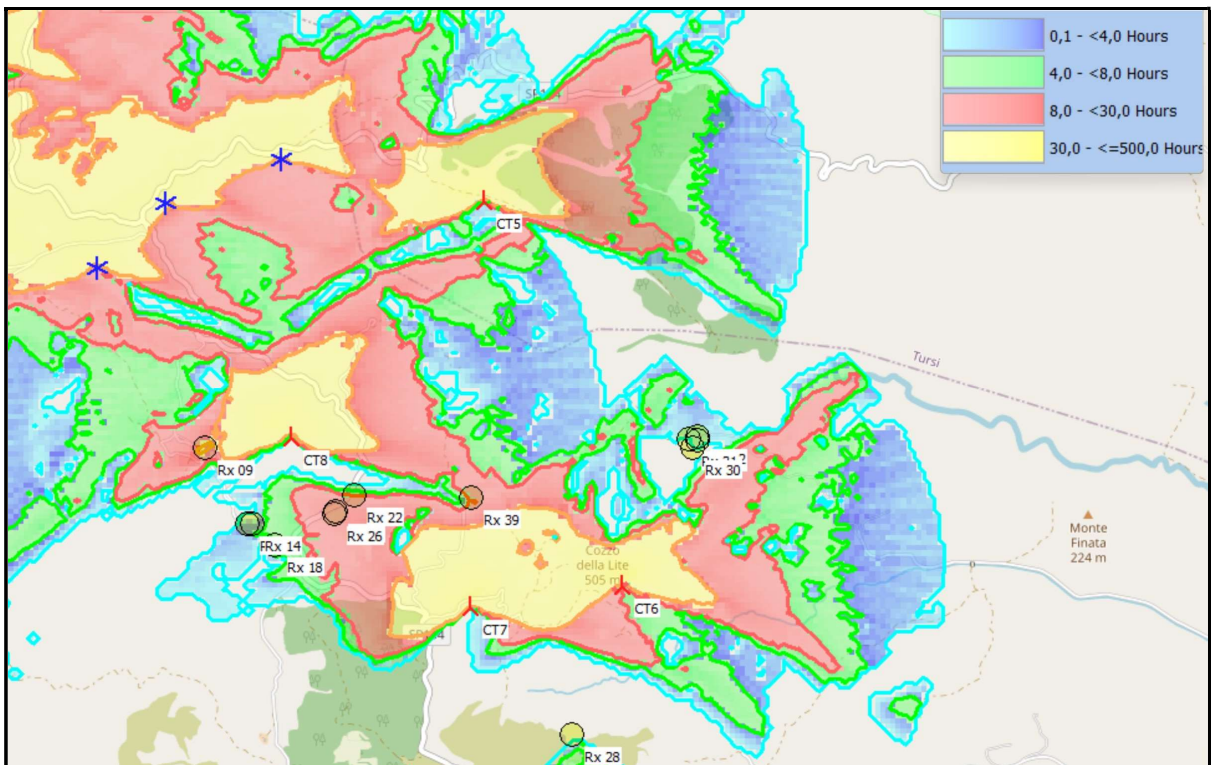 0,1 - <4,0 Hours
4,0 - <8,0 Hours
8,0 - <30,0 Hours
30,0 - <=500,0 Hours
CT5
Tursi
Rx 30
Rx 09
CT8
Rx 22
Rx 39
Rx 26
Rx 14
Rx 18
Monte
Finata
224 m
Cozzo
della Lite
505 m
CT6
CT7
Rx 28